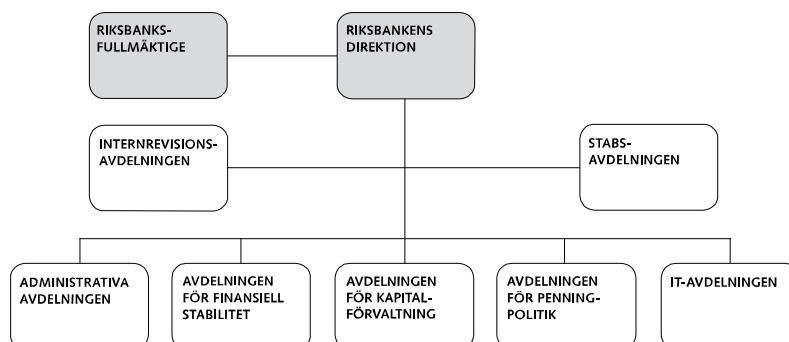 RIKSBANKS-
FULLMÄKTIGE
RIKSBANKENS
DIREKTION
INTERNREVISIONS-
AVDELNINGEN
STABS-
AVDELNINGEN
ADMINISTRATIVA
AVDELNINGEN
AVDELNINGEN
FÖR FINANSIELL
STABILITET
AVDELNINGEN
FÖR KAPITAL-
FÖRVALTNING
AVDELNINGEN
FÖR PENNING-
POLITIK
IT-AVDELNINGEN